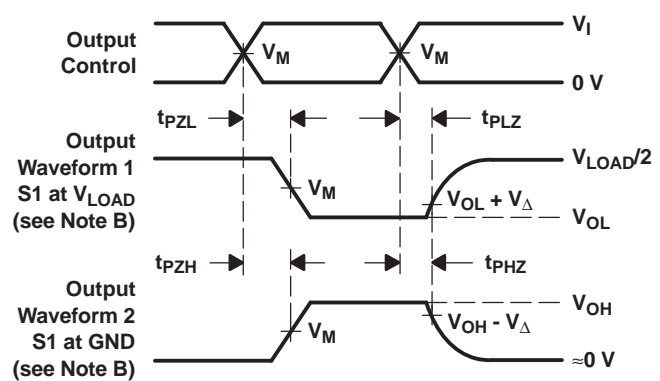 Output
Control
V_M
V_M
V_I
0 V
t_PZL
t_PLZ
Output
Waveform 1
S1 at V_LOAD
(see Note B)
V_M
V_LOAD/2
V_OL + V_Δ
V_OL
t_PZH
t_PHZ
Output
Waveform 2
S1 at GND
(see Note B)
V_M
V_OH
V_OH - V_Δ
≈0 V